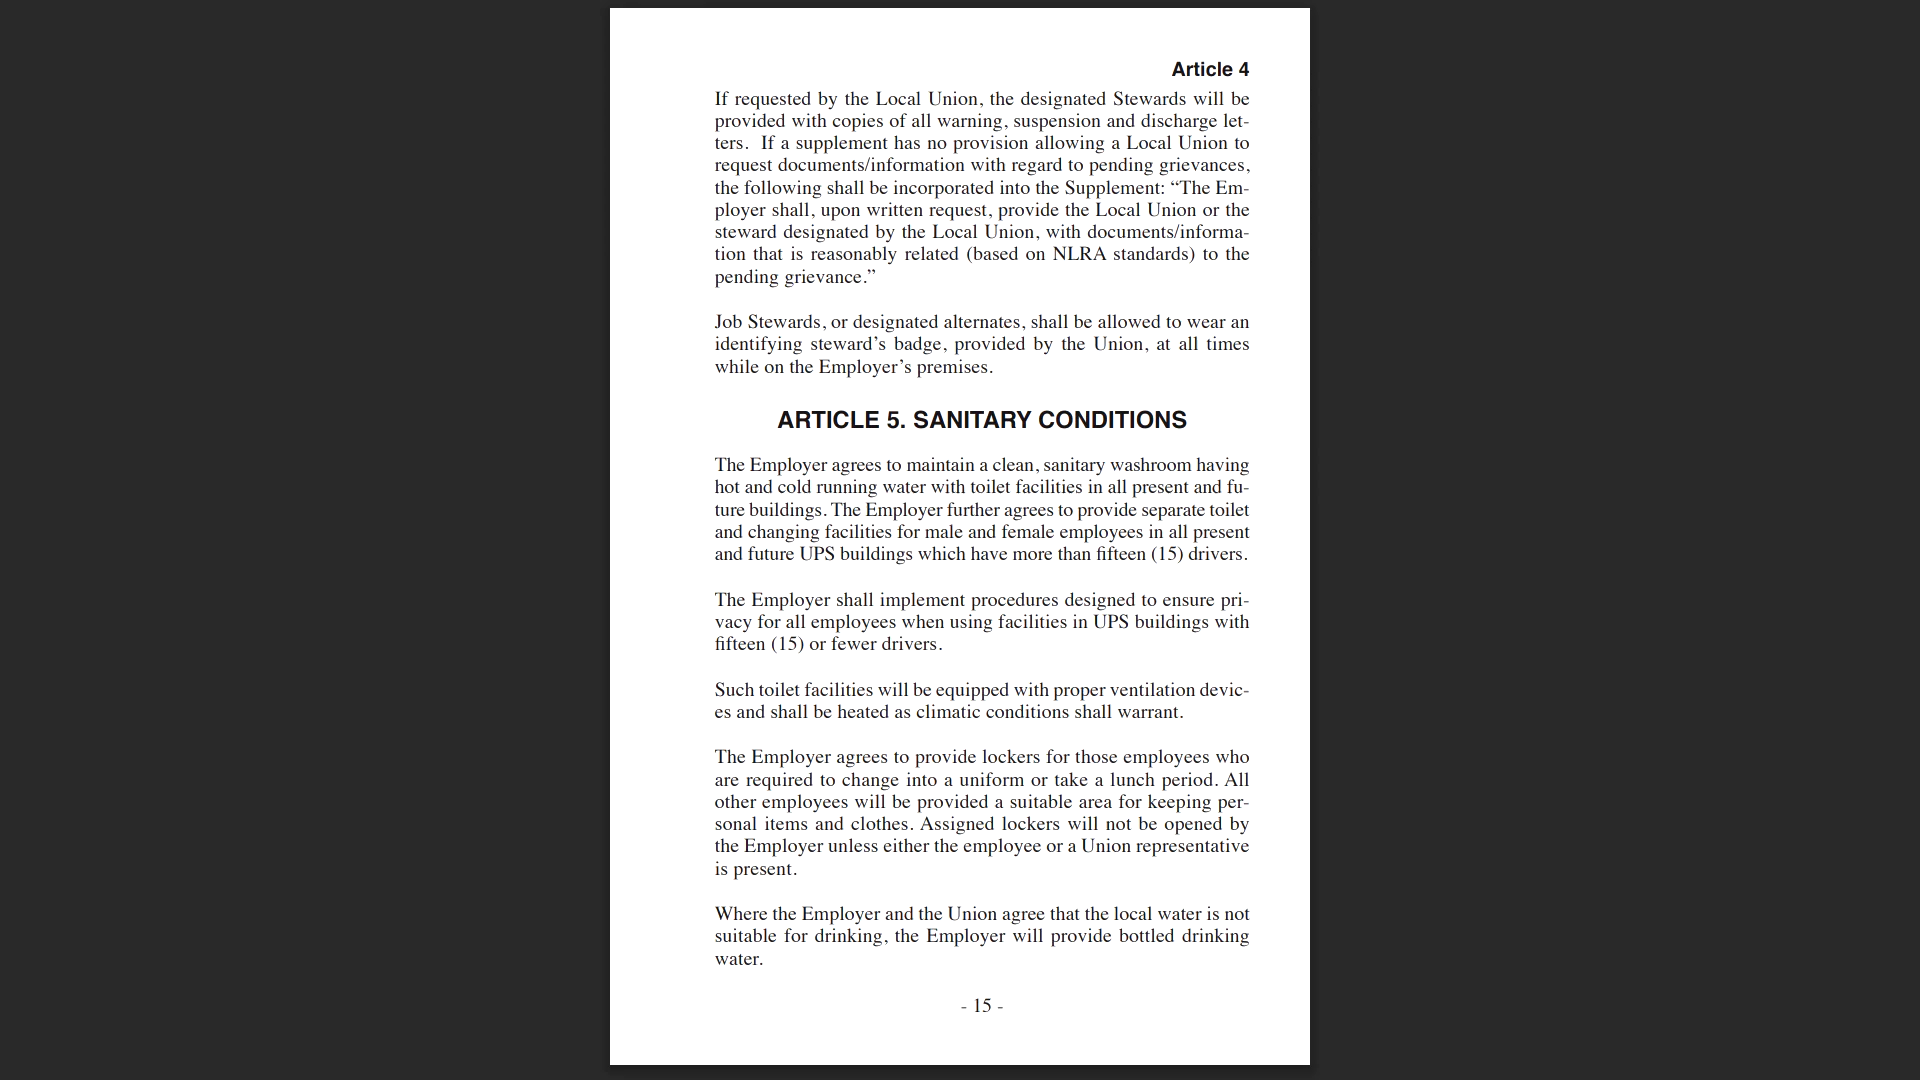 Article 4
If requested by the Local Union, the designated Stewards will be
provided with copies of all warning, suspension and discharge let-
ters.  If a supplement has no provision allowing a Local Union to
request documents/information with regard to pending grievances,
the following shall be incorporated into the Supplement: “The Em-
ployer shall, upon written request, provide the Local Union or the
steward designated by the Local Union, with documents/informa-
tion that is reasonably related (based on NLRA standards) to the
pending grievance.”
Job Stewards, or designated alternates, shall be allowed to wear an
identifying steward’s badge, provided by the Union, at all times
while on the Employer’s premises.
ARTICLE 5. SANITARY CONDITIONS
The Employer agrees to maintain a clean, sanitary washroom having
hot and cold running water with toilet facilities in all present and fu-
ture buildings. The Employer further agrees to provide separate toilet
and changing facilities for male and female employees in all present
and future UPS buildings which have more than fifteen (15) drivers.
The Employer shall implement procedures designed to ensure pri-
vacy for all employees when using facilities in UPS buildings with
fifteen (15) or fewer drivers.
Such toilet facilities will be equipped with proper ventilation devic-
es and shall be heated as climatic conditions shall warrant.
The Employer agrees to provide lockers for those employees who
are required to change into a uniform or take a lunch period. All
other employees will be provided a suitable area for keeping per-
sonal items and clothes. Assigned lockers will not be opened by
the Employer unless either the employee or a Union representative
is present.
Where the Employer and the Union agree that the local water is not
suitable for drinking, the Employer will provide bottled drinking
water.
- 15 -